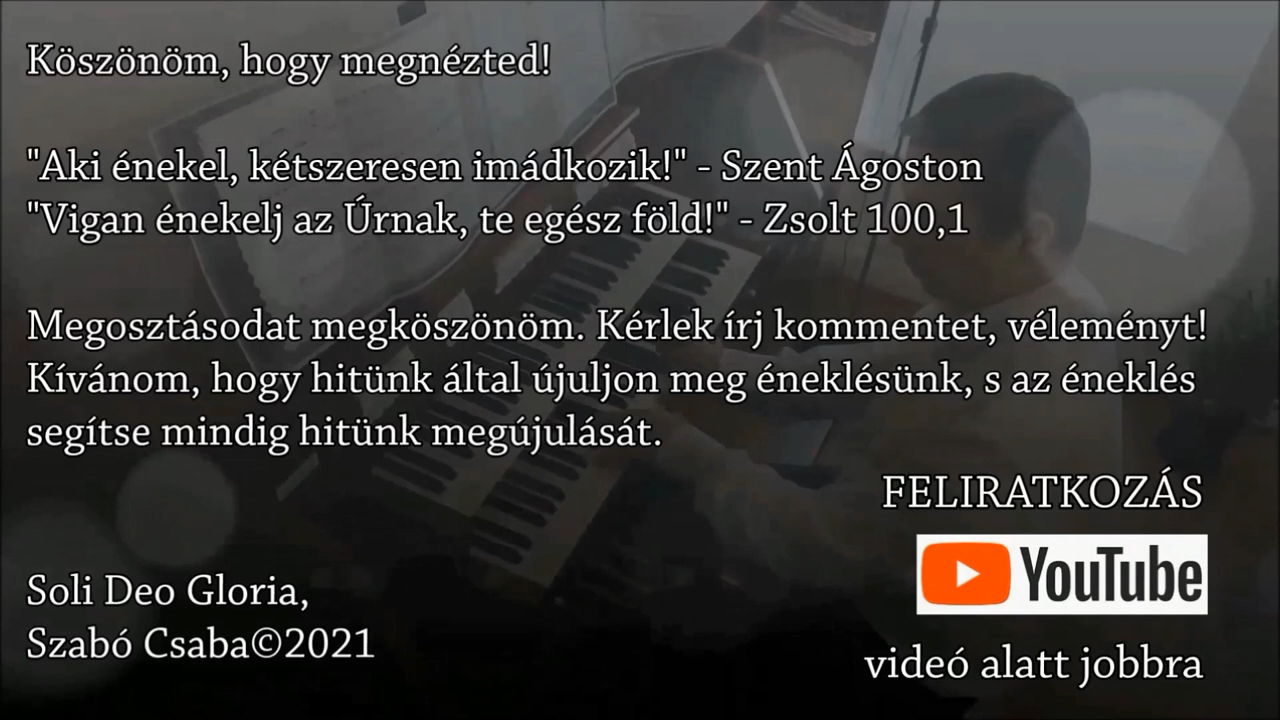 Köszönöm, hogy megnézted!
"Aki énekel, kétszeresen imádkozik!" - Szent Ágoston
"Vigan énekelj az Úrnak, te egész föld!" - Zsolt 100,1
Megosztásodat megköszönöm. Kérlek írj kommentet, véleményt!
Kívánom, hogy hitünk által újuljon meg éneklésünk, s az éneklés
segítse mindig hitünk megújulását.
FELIRATKOZÁS
YouTube
videó alatt jobbra
Soli Deo Gloria,
Szabó Csaba©2021